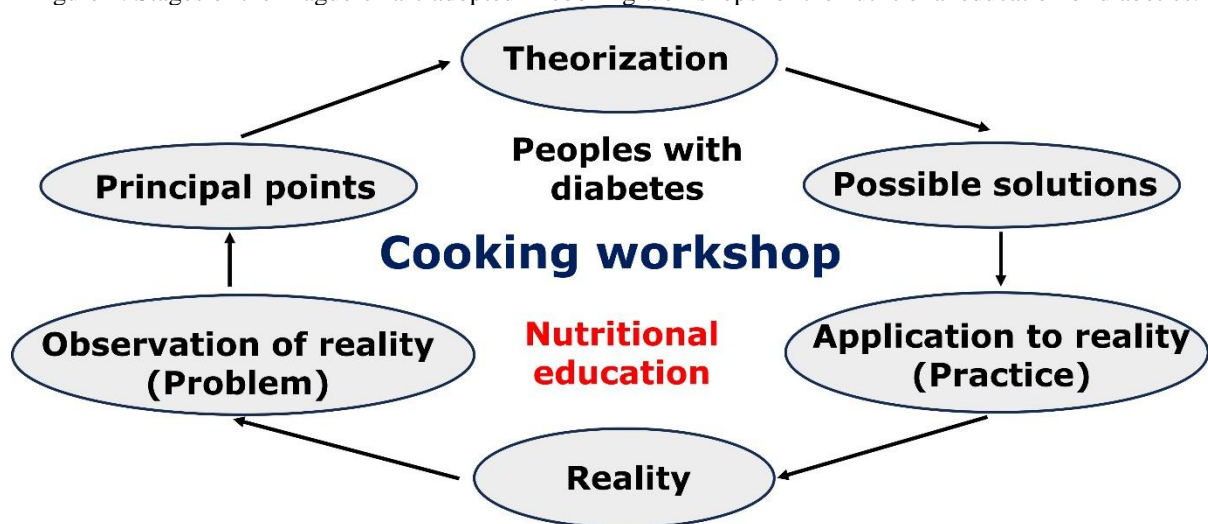 Theorization
Peoples with
diabetes
Principal points
Possible solutions
Cooking workshop
Observation of reality
(Problem)
Nutritional
education
Application to reality
(Practice)
Reality